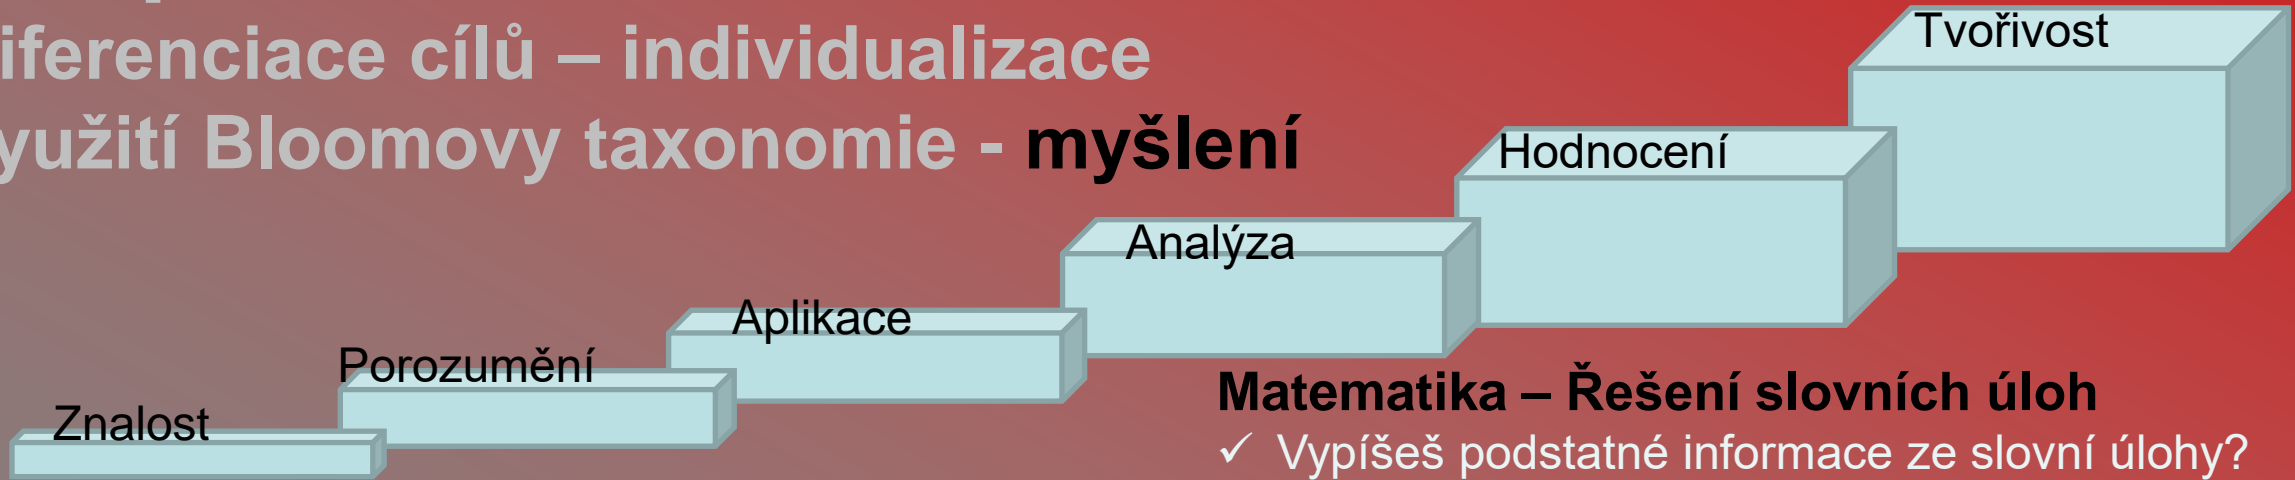 iferenciace cílů – individualizace
yužití Bloomovy taxonomie - myšlení
Tvořivost
Hodnocení
Analýza
Aplikace
Porozumění
Znalost
Matematika – Řešení slovních úloh
✓ Vypíšeš podstatné informace ze slovní úlohy?